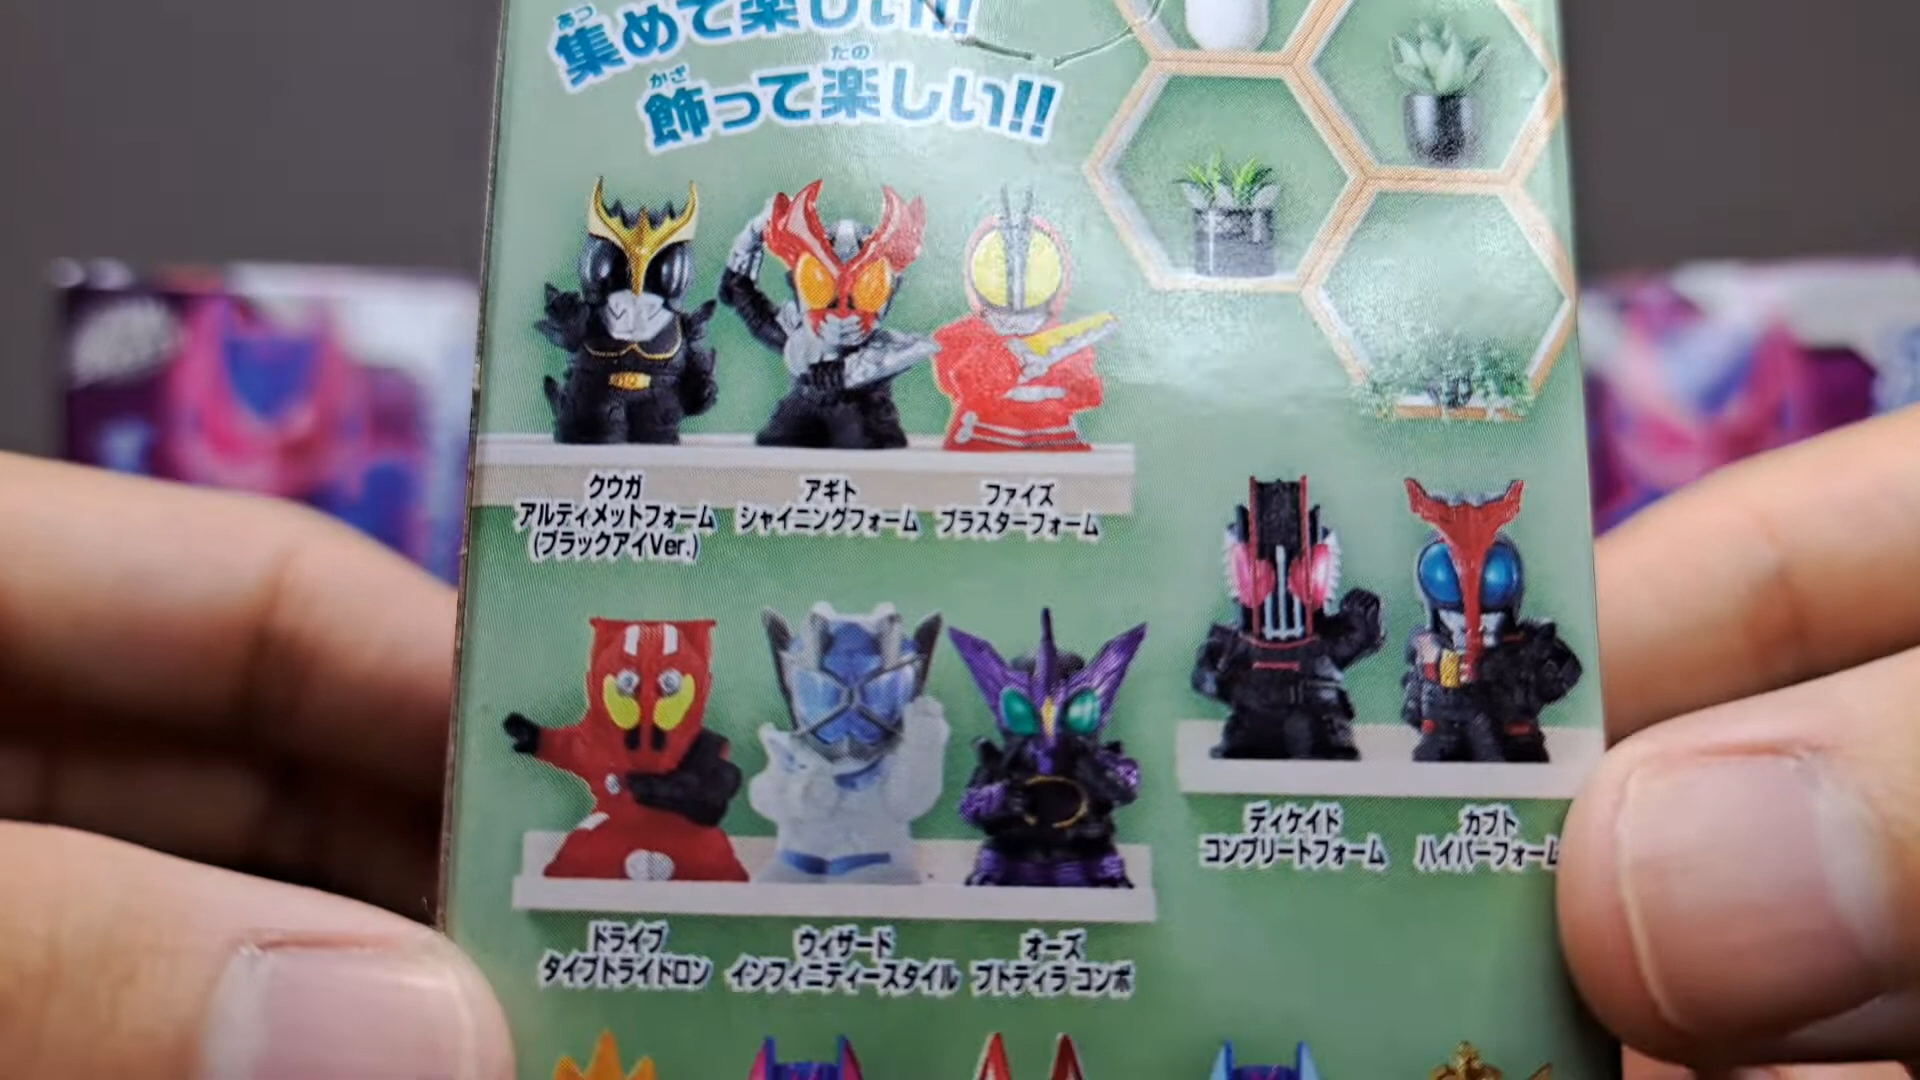 集めて楽しい!!
飾って楽しい!!
クウガ
アルティメットフォーム
(ブラックアイVer.)
アギト
シャイニングフォーム
ファイズ
ブラスターフォーム
ディケイド
コンプリートフォーム
カブト
ハイパーフォーム
ドライブ
タイプトライドロン
ウィザード
インフィニティースタイル
オーズ
プトティラ コンボ